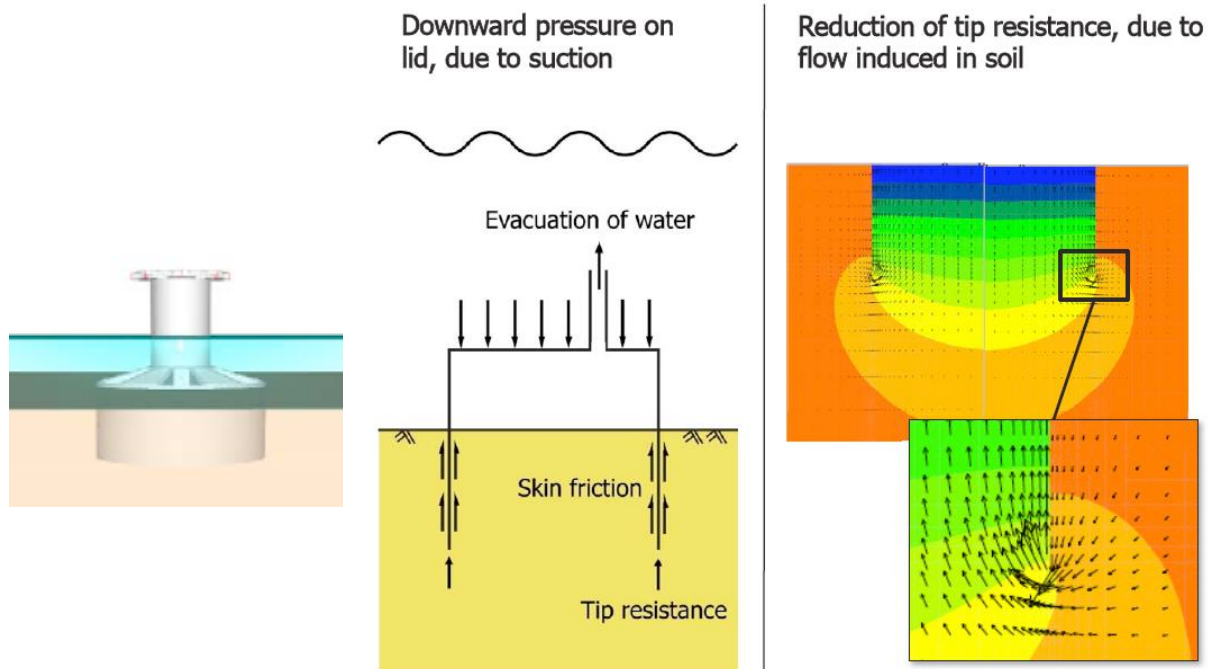 Downward pressure on
lid, due to suction
Reduction of tip resistance, due to
flow induced in soil
Evacuation of water
Skin friction
Tip resistance